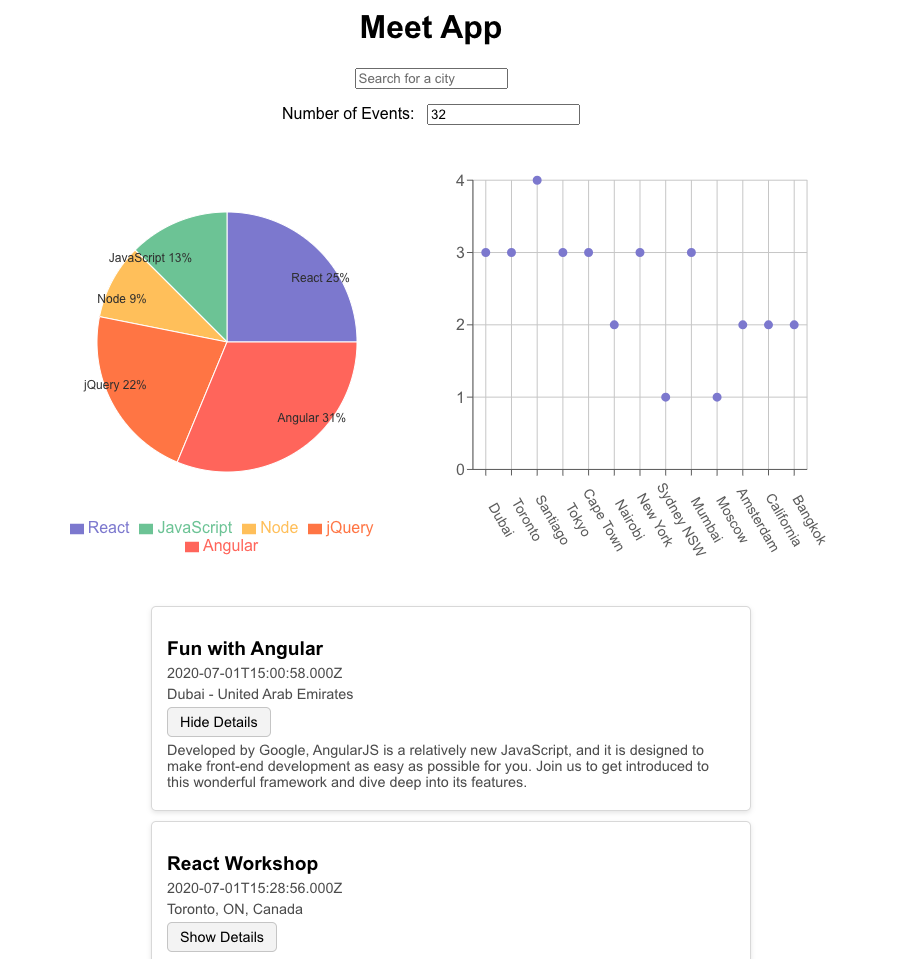 Meet App
Search for a city
Number of Events: 32
JavaScript 13%
React 25%
Node 9%
jQuery 22%
Angular 31%
React JavaScript Node jQuery
Angular
4
3
2
1
0
Dubai
Toronto
Santiago
Tokyo
Cape Town
Nairobi
New York
Sydney NSW
Mumbai
Moscow
Amsterdam
California
Bangkok
Fun with Angular
2020-07-01T15:00:58.000Z
Dubai - United Arab Emirates
Hide Details
Developed by Google, AngularJS is a relatively new JavaScript, and it is designed to
make front-end development as easy as possible for you. Join us to get introduced to
this wonderful framework and dive deep into its features.
React Workshop
2020-07-01T15:28:56.000Z
Toronto, ON, Canada
Show Details